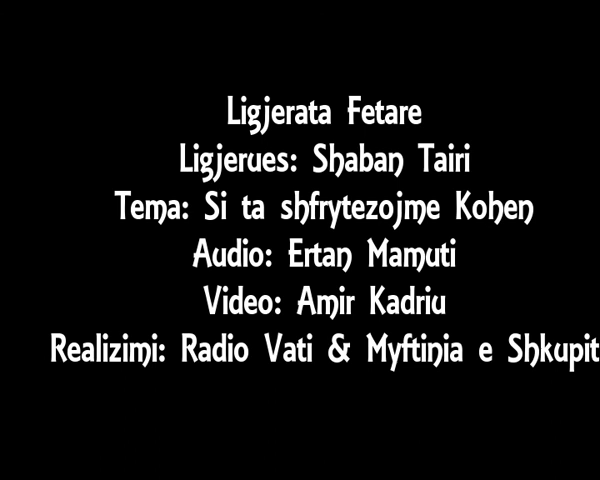 Ligjerata Fetare
Ligjerues: Shaban Tairi
Tema: Si ta shfrytezojme Kohen
Audio: Ertan Mamuti
Video: Amir Kadriu
Realizimi: Radio Vati & Myftinia e Shkupit